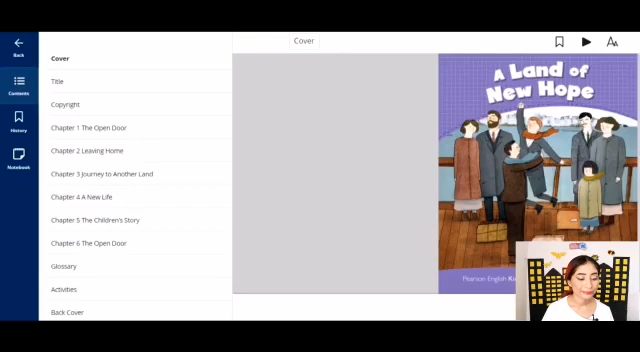 Back
Contents
History
Notebook
Cover
Title
Copyright
Chapter 1 The Open Door
Chapter 2 Leaving Home
Chapter 3 Journey to Another Land
Chapter 4 A New Life
Chapter 5 The Children's Story
Chapter 6 The Open Door
Glossary
Activities
Back Cover
Cover
AA
A Land of
New Hope
Pearson English